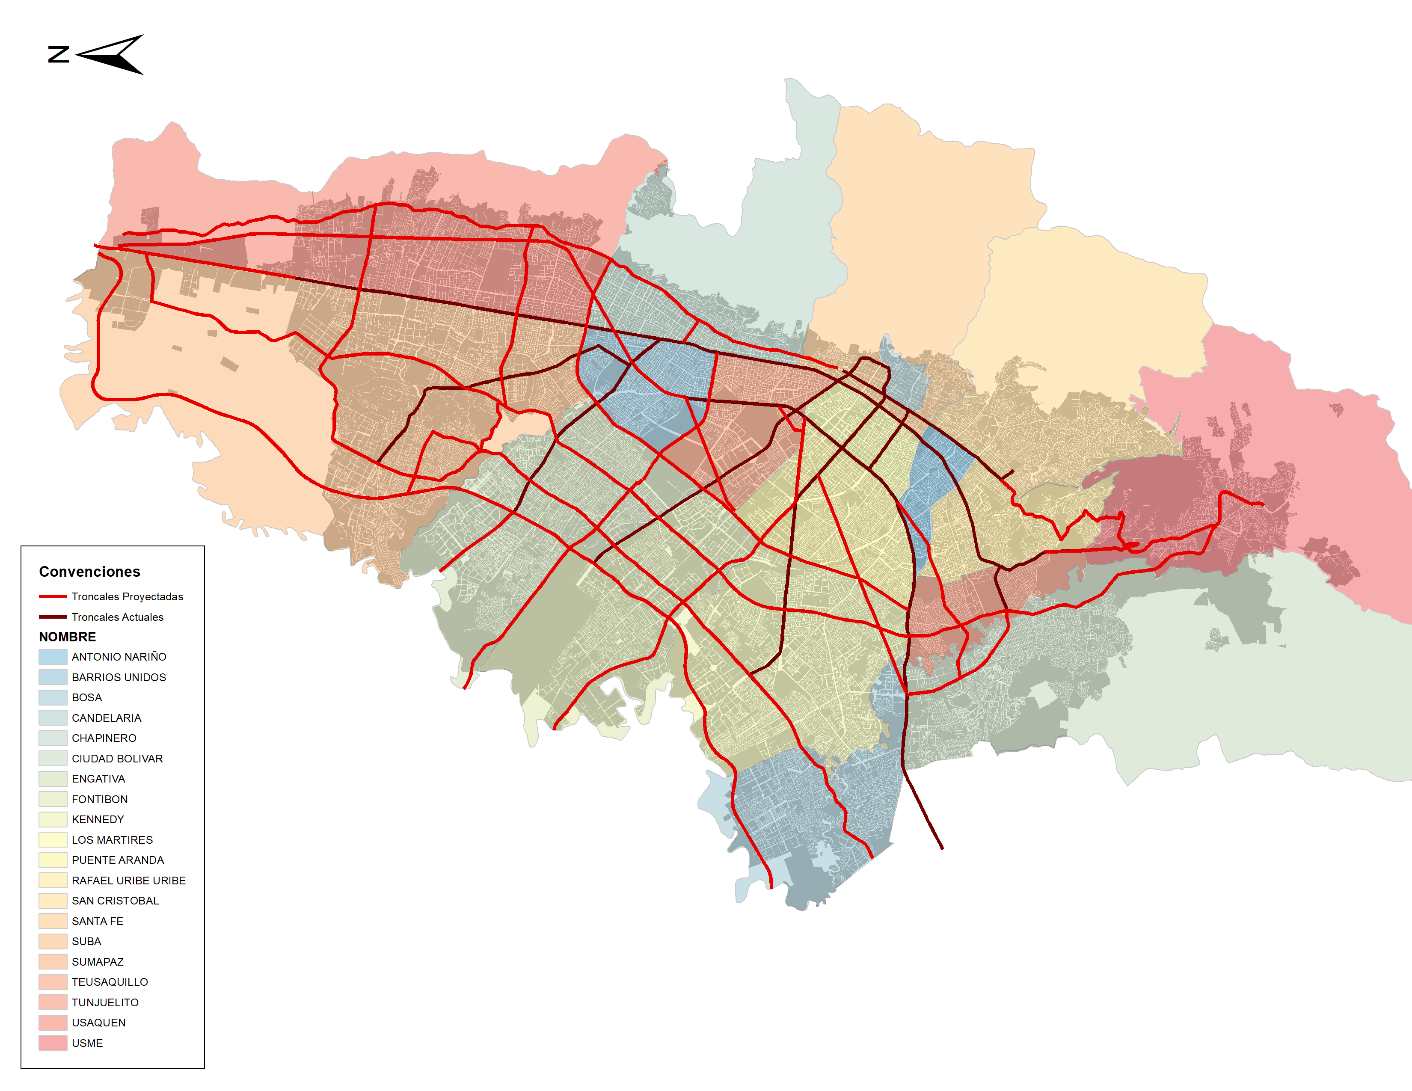 N
Convenciones
Troncales Proyectadas
Troncales Actuales
NOMBRE
ANTONIO NARIÑO
BARRIOS UNIDOS
BOSA
CANDELARIA
CHAPINERO
CIUDAD BOLIVAR
ENGATIVA
FONTIBON
KENNEDY
LOS MARTIRES
PUENTE ARANDA
RAFAEL URIBE URIBE
SAN CRISTOBAL
SANTA FE
SUBA
SUMAPAZ
TEUSAQUILLO
TUNJUELITO
USAQUEN
USME